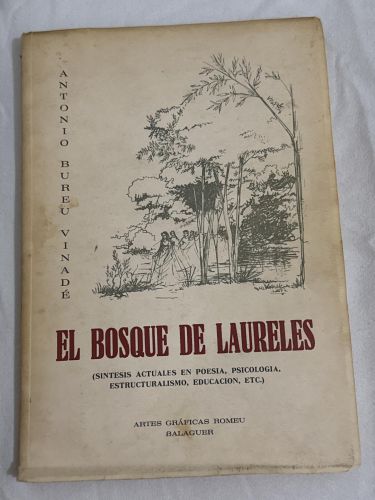 ANTONIO BUREU VINADÉ
EL BOSQUE DE LAURELES
(SINTESIS ACTUALES EN POESIA, PSICOLOGIA,
ESTRUCTURALISMO, EDUCACION, ETC.)
ARTES GRÁFICAS ROMEU
BALAGUER